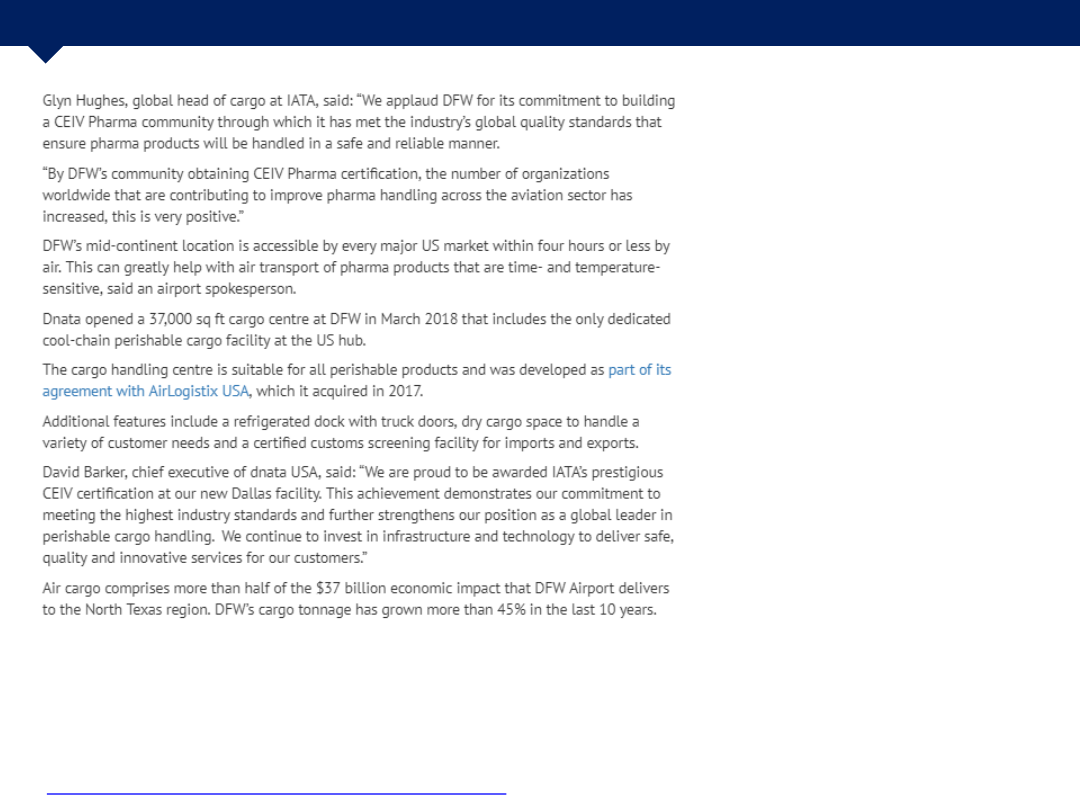 Glyn Hughes, global head of cargo at IATA, said: “We applaud DFW for its commitment to building
a CEIV Pharma community through which it has met the industry’s global quality standards that
ensure pharma products will be handled in a safe and reliable manner.
“By DFW’s community obtaining CEIV Pharma certification, the number of organizations
worldwide that are contributing to improve pharma handling across the aviation sector has
increased, this is very positive.”
DFW’s mid-continent location is accessible by every major US market within four hours or less by
air. This can greatly help with air transport of pharma products that are time- and temperature-
sensitive, said an airport spokesperson.
Dnata opened a 37,000 sq ft cargo centre at DFW in March 2018 that includes the only dedicated
cool-chain perishable cargo facility at the US hub.
The cargo handling centre is suitable for all perishable products and was developed as part of its
agreement with AirLogistix USA, which it acquired in 2017.
Additional features include a refrigerated dock with truck doors, dry cargo space to handle a
variety of customer needs and a certified customs screening facility for imports and exports.
David Barker, chief executive of dnata USA, said: “We are proud to be awarded IATA’s prestigious
CEIV certification at our new Dallas facility. This achievement demonstrates our commitment to
meeting the highest industry standards and further strengthens our position as a global leader in
perishable cargo handling.  We continue to invest in infrastructure and technology to deliver safe,
quality and innovative services for our customers.”
Air cargo comprises more than half of the $37 billion economic impact that DFW Airport delivers
to the North Texas region. DFW’s cargo tonnage has grown more than 45% in the last 10 years.